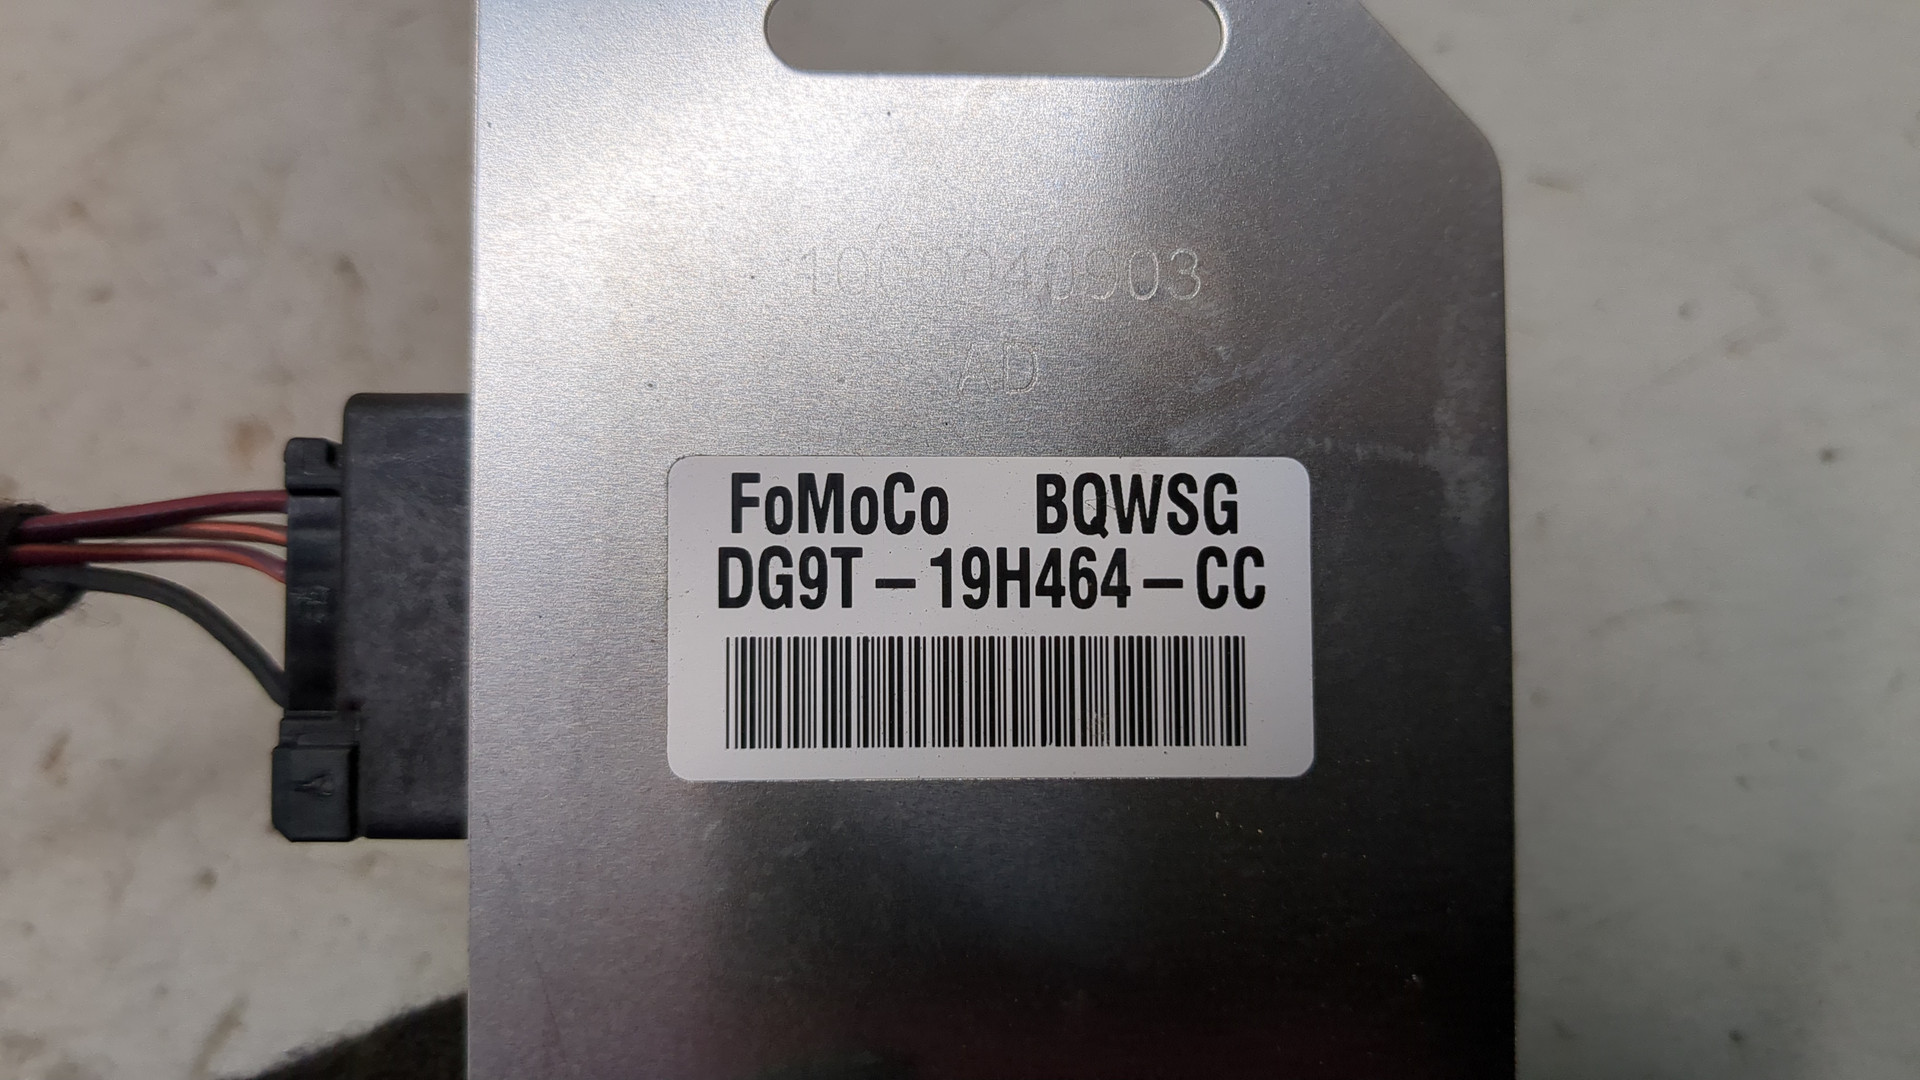 AD
FoMoCo BQWSG
DG9T-19H464-CC